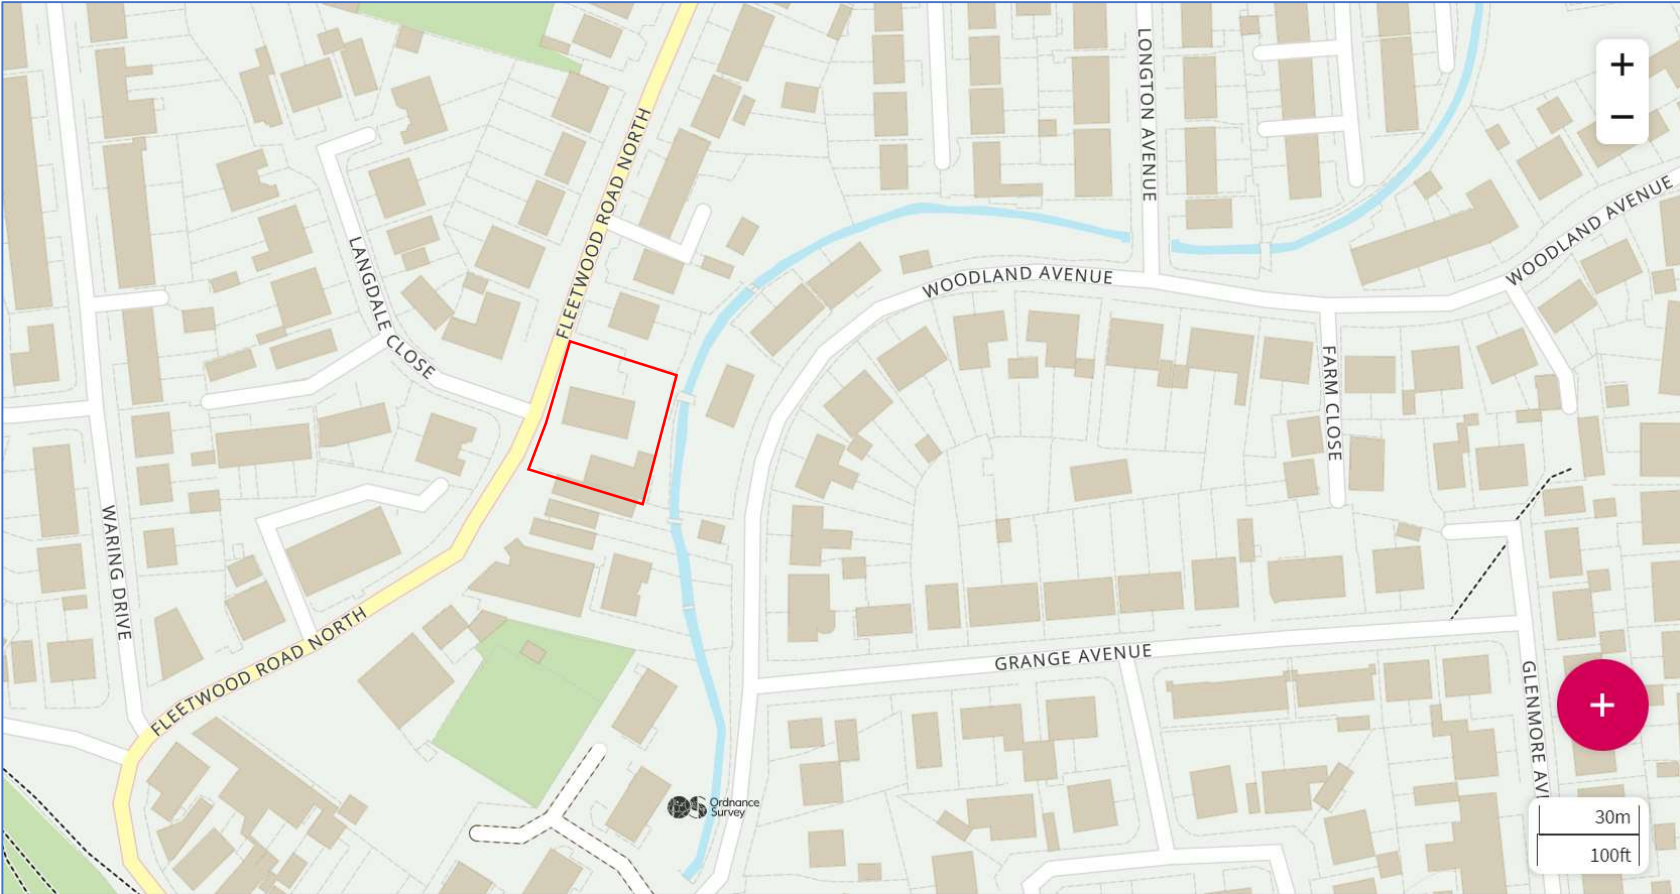 +
−
LONGTON AVENUE
FLEETWOOD ROAD NORTH
WOODLAND AVENUE
WOODLAND AVENUE
LANGDALE CLOSE
FARM CLOSE
WARING DRIVE
FLEETWOOD ROAD NORTH
GRANGE AVENUE
GLENMORE AV
+
Ordnance
Survey
30m
100ft